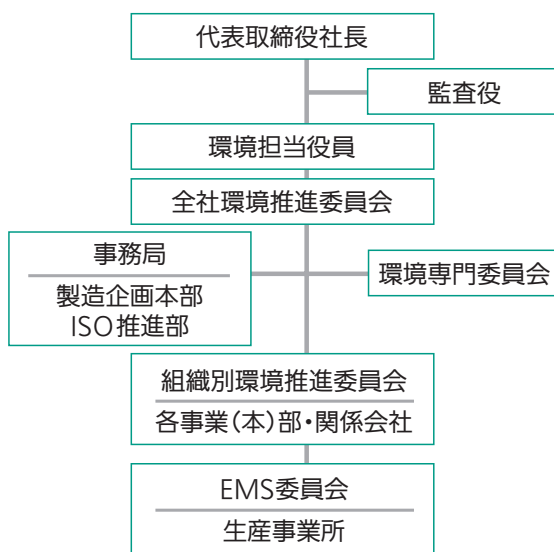 代表取締役社長
監査役
環境担当役員
全社環境推進委員会
事務局
製造企画本部
ISO推進部
環境専門委員会
組織別環境推進委員会
各事業(本)部・関係会社
EMS委員会
生産事業所